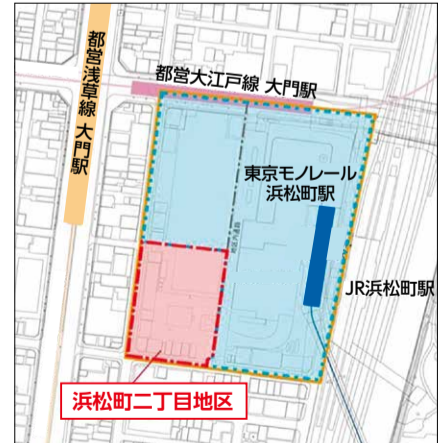 都営浅草線 大門駅
都営大江戸線 大門駅
東京モノレール
浜松町駅
JR浜松町駅
浜松町二丁目地区